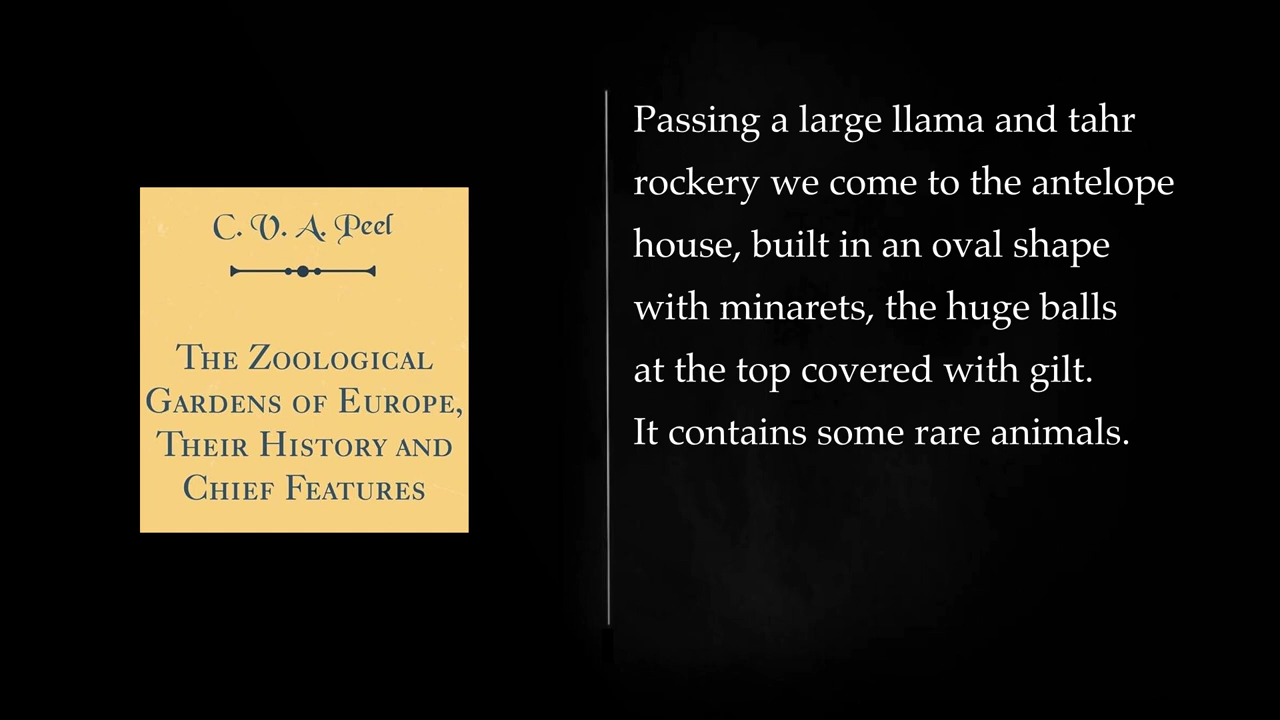 C. V. A. Peel
The Zoological
Gardens of Europe,
Their History and
Chief Features
Passing a large llama and tahr
rockery we come to the antelope
house, built in an oval shape
with minarets, the huge balls
at the top covered with gilt.
It contains some rare animals.